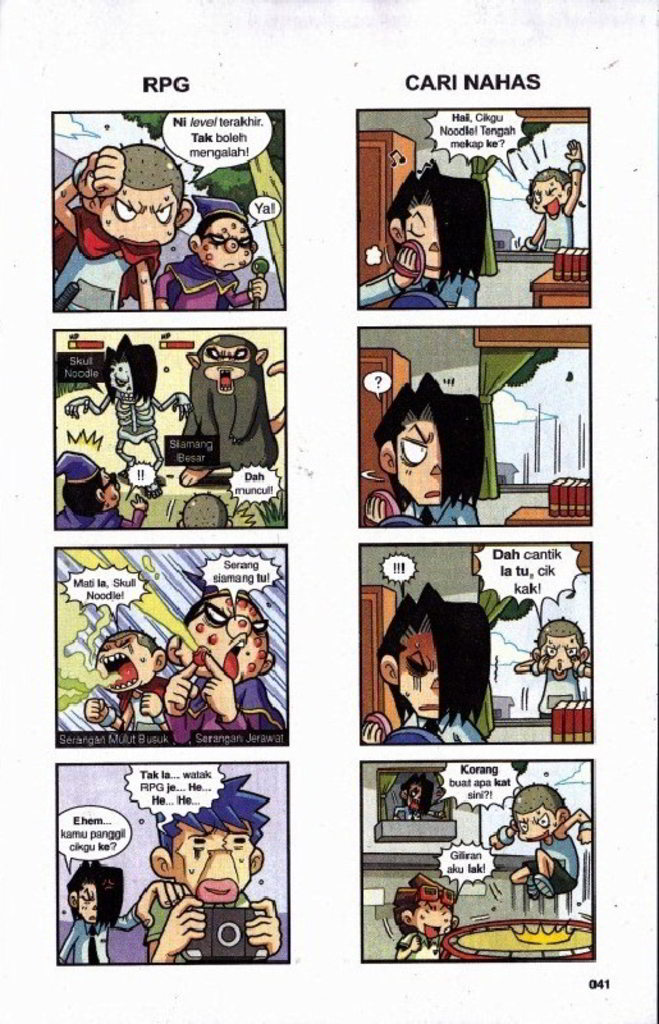 RPG
Ni level terakhir.
Tak boleh
mengalah!
Ya!
HP
HP
Skull
Noodle
Siamang
Besar
!!
Dah
muncul!
Mati la, Skull
Noodle!
Serang
siamang tu!
Serangan Mulut Busuk
Serangan Jerawat
Tak la... watak
RPG je... He...
He... He...
Ehem...
kamu panggil
cikgu ke?
CARI NAHAS
Hai, Cikgu
Noodle! Tengah
mekap ke?
?
!!!
Dah cantik
la tu, cik
kak!
Korang
buat apa kat
sini?!
Giliran
aku lak!
041